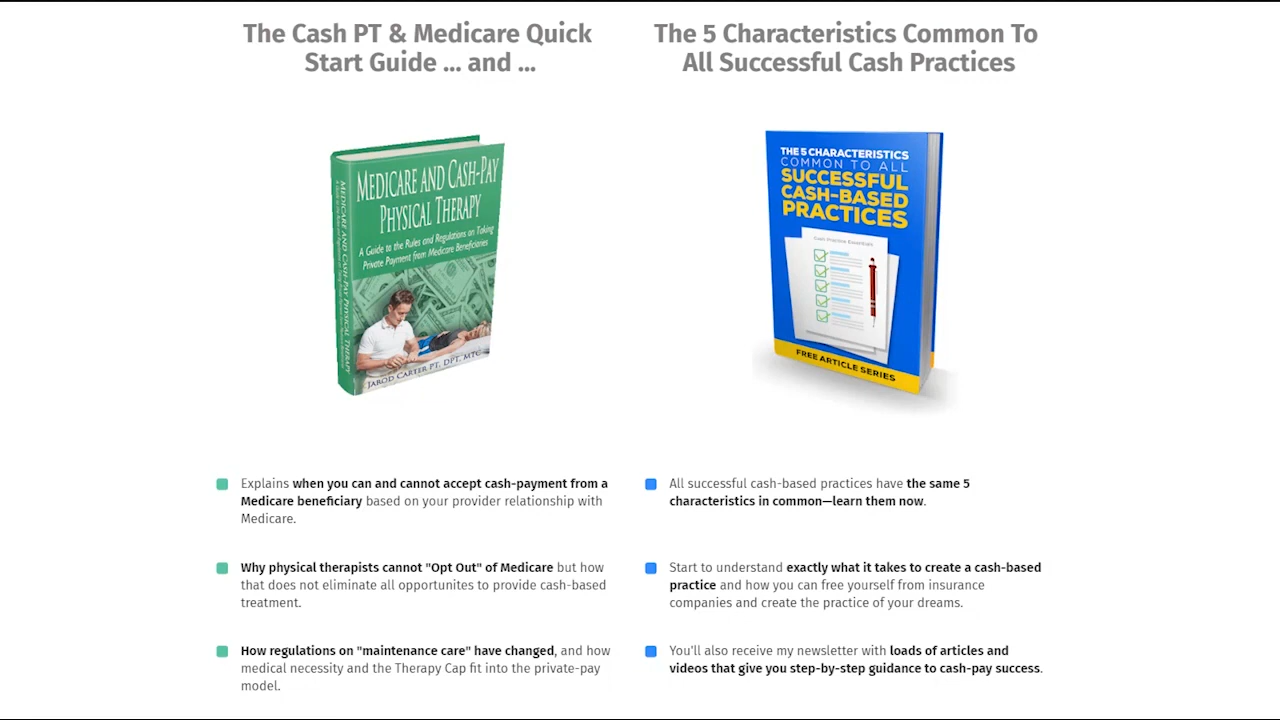 The Cash PT & Medicare Quick
Start Guide ... and ...
MEDICARE AND CASH-PAY
PHYSICAL THERAPY
A Guide to the Rules and Regulations on Taking
Private Payment from Medicare Beneficiaries
JAROD CARTER PT, DPT, MTC
MEDICARE AND CASH-PAY PHYSICAL THERAPY
Explains when you can and cannot accept cash-payment from a
Medicare beneficiary based on your provider relationship with
Medicare.
Why physical therapists cannot "Opt Out" of Medicare but how
that does not eliminate all opportunites to provide cash-based
treatment.
How regulations on "maintenance care" have changed, and how
medical necessity and the Therapy Cap fit into the private-pay
model.
The 5 Characteristics Common To
All Successful Cash Practices
THE 5 CHARACTERISTICS
COMMON TO ALL
SUCCESSFUL
CASH-BASED
PRACTICES
Cash Practice Essentials
FREE ARTICLE SERIES
All successful cash-based practices have the same 5
characteristics in common—learn them now.
Start to understand exactly what it takes to create a cash-based
practice and how you can free yourself from insurance
companies and create the practice of your dreams.
You'll also receive my newsletter with loads of articles and
videos that give you step-by-step guidance to cash-pay success.